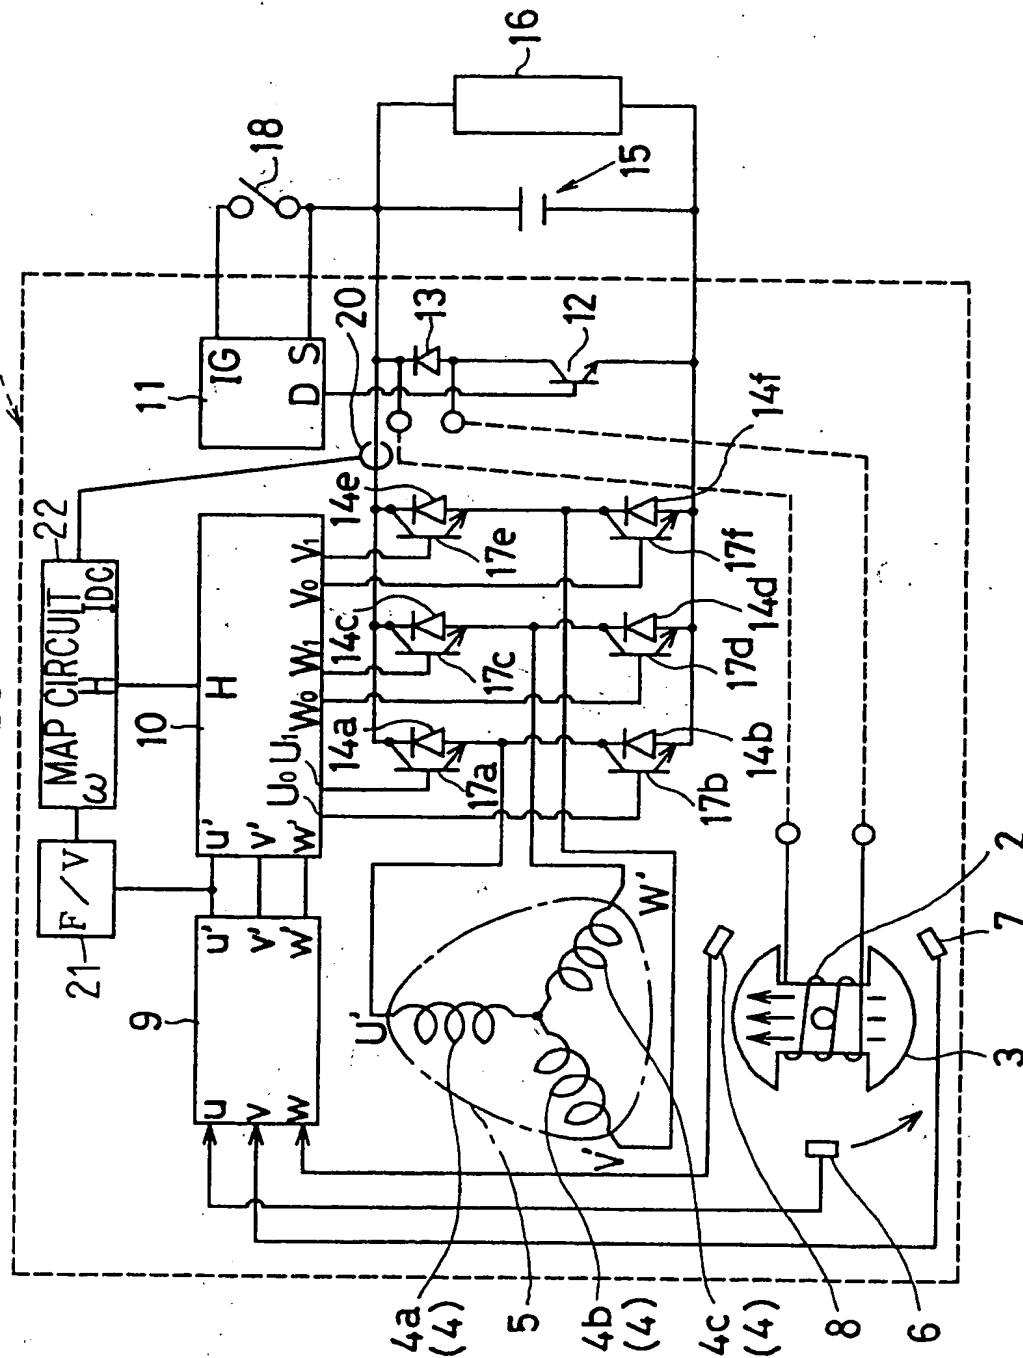 16
18
15
11
IG
D
S
20
13
12
22
MAP CIRCUIT
ω
H
IDC
10
H
u'
v'
w'
U0
U1
W0
W1
V0
V1
14e
14c
14a
17e
17c
17a
14f
17f
14d
17d
14b
17b
F/V
21
9
u'
v'
w'
u
v
w
U'
V'
W'
2
7
3
4a
(4)
5
4b
(4)
4c
(4)
8
6